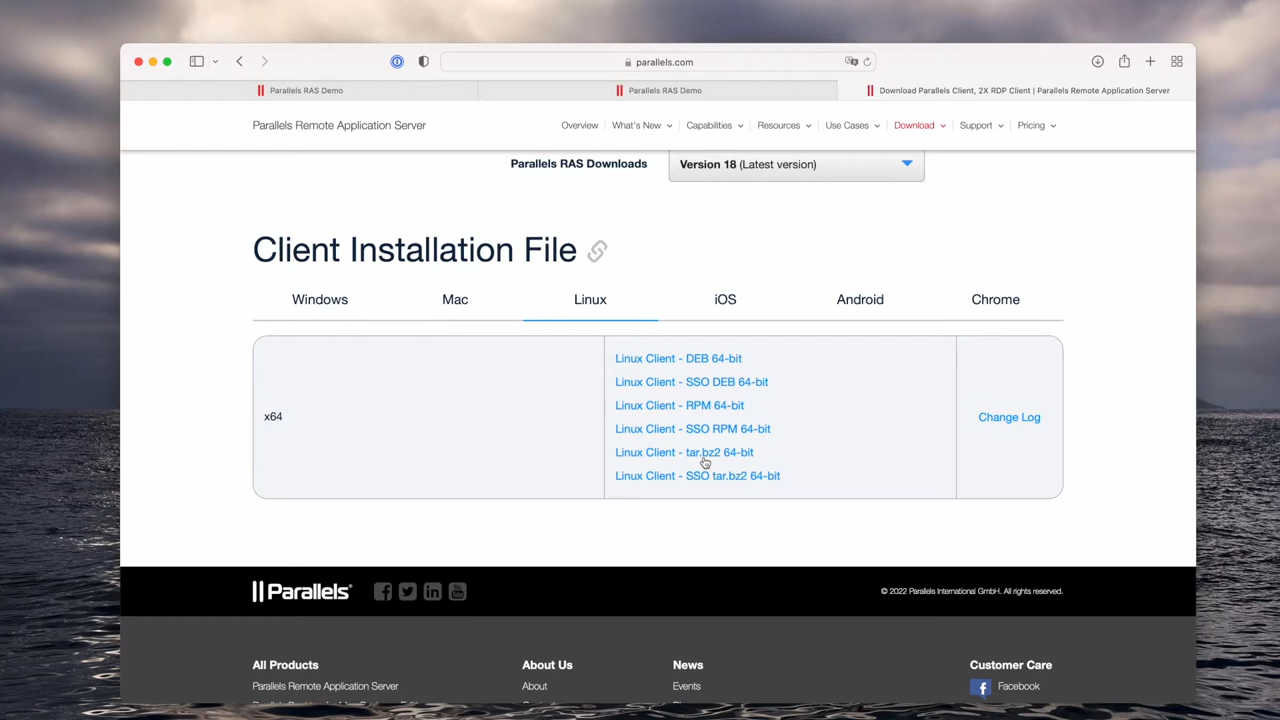 parallels.com
Parallels RAS Demo
Parallels RAS Demo
Download Parallels Client, 2X RDP Client | Parallels Remote Application Server
Parallels Remote Application Server
Overview
What's New
Capabilities
Resources
Use Cases
Download
Support
Pricing
Parallels RAS Downloads
Version 18 (Latest version)
Client Installation File
Windows
Mac
Linux
iOS
Android
Chrome
x64
Linux Client - DEB 64-bit
Linux Client - SSO DEB 64-bit
Linux Client - RPM 64-bit
Linux Client - SSO RPM 64-bit
Linux Client - tar.bz2 64-bit
Linux Client - SSO tar.bz2 64-bit
Change Log
Parallels®
© 2022 Parallels International GmbH. All rights reserved.
All Products
Parallels Remote Application Server
About Us
About
News
Events
Customer Care
Facebook